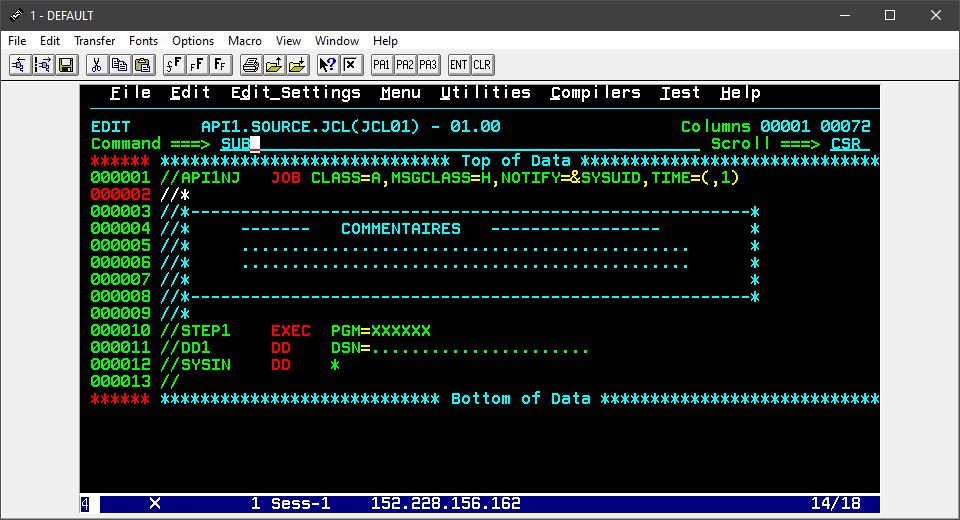 1 - DEFAULT
File Edit Transfer Fonts Options Macro View Window Help
PA1 PA2 PA3 ENT CLR
File Edit Edit_Settings Menu Utilities Compilers Test Help
EDIT       API1.SOURCE.JCL(JCL01) - 01.00                  Columns 00001 00072
Command ===> SUB                                              Scroll ===> CSR
****** ***************************** Top of Data ******************************
000001 //API1NJ    JOB CLASS=A,MSGCLASS=H,NOTIFY=&SYSUID,TIME=(,1)
000002 //*
000003 //*--------------------------------------------------------*
000004 //*     -------   COMMENTAIRES   -----------------         *
000005 //*     .............................................      *
000006 //*     .............................................      *
000007 //*                                                        *
000008 //*--------------------------------------------------------*
000009 //*
000010 //STEP1    EXEC  PGM=XXXXXX
000011 //DD1      DD    DSN=......................
000012 //SYSIN    DD    *
000013 //
****** **************************** Bottom of Data ****************************
4 X 1 Sess-1 152.228.156.162 14/18